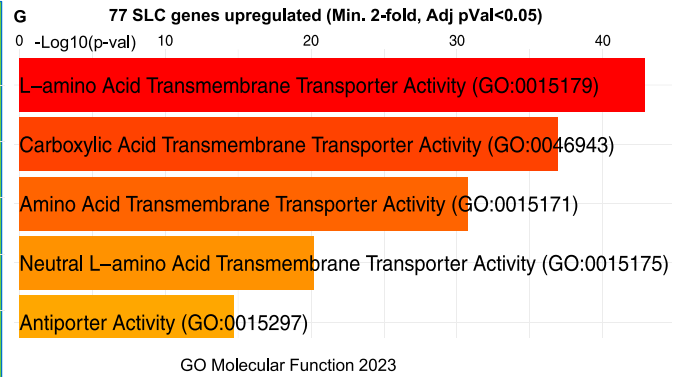 G 77 SLC genes upregulated (Min. 2-fold, Adj pVal<0.05)
0 -Log10(p-val) 10 20 30 40
L−amino Acid Transmembrane Transporter Activity (GO:0015179)
Carboxylic Acid Transmembrane Transporter Activity (GO:0046943)
Amino Acid Transmembrane Transporter Activity (GO:0015171)
Neutral L−amino Acid Transmembrane Transporter Activity (GO:0015175)
Antiporter Activity (GO:0015297)
GO Molecular Function 2023